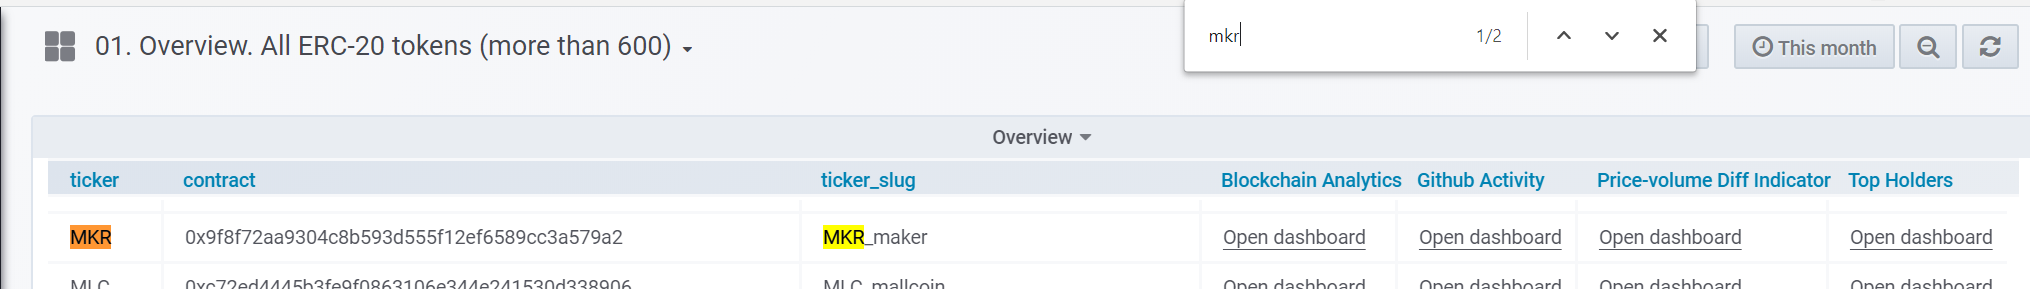 01. Overview. All ERC-20 tokens (more than 600)
mkr
1/2
This month
Overview
ticker contract ticker_slug Blockchain Analytics Github Activity Price-volume Diff Indicator Top Holders
MKR 0x9f8f72aa9304c8b593d555f12ef6589cc3a579a2 MKR_maker Open dashboard Open dashboard Open dashboard Open dashboard
MLC 0xc72ed4445b3fe9f0863106e344e241530d338906 MLC_mallcoin Open dashboard Open dashboard Open dashboard Open dashboard